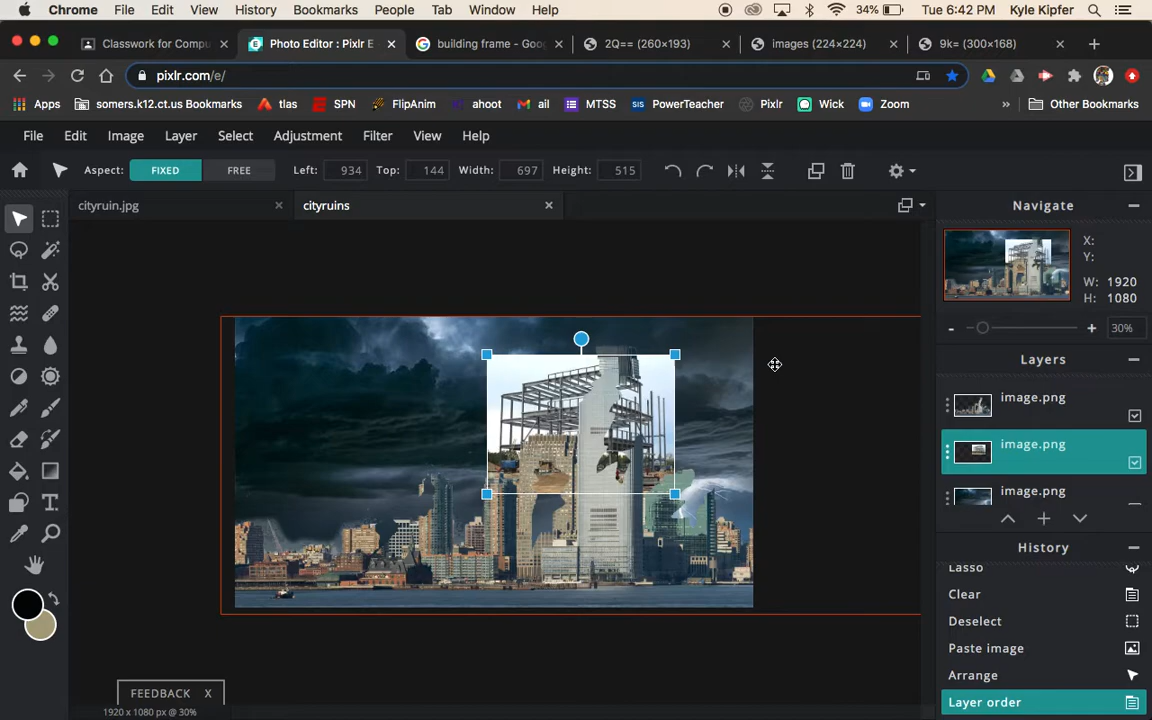 Chrome File Edit View History Bookmarks People Tab Window Help 34% Tue 6:42 PM Kyle Kipfer
Classwork for Compu Photo Editor : Pixlr E building frame - Goog 2Q== (260×193) images (224×224) 9k= (300×168)
pixlr.com/e/
Apps somers.k12.ct.us Bookmarks tlas SPN FlipAnim ahoot ail MTSS PowerTeacher Pixlr Wick Zoom » Other Bookmarks
File Edit Image Layer Select Adjustment Filter View Help
Aspect: FIXED FREE Left: 934 Top: 144 Width: 697 Height: 515
cityruin.jpg cityruins Navigate
X:
Y:
W: 1920
H: 1080
30%
Layers
image.png
image.png
image.png
History
Lasso
Clear
Deselect
Paste image
Arrange
Layer order
FEEDBACK X
1920 x 1080 px @ 30%